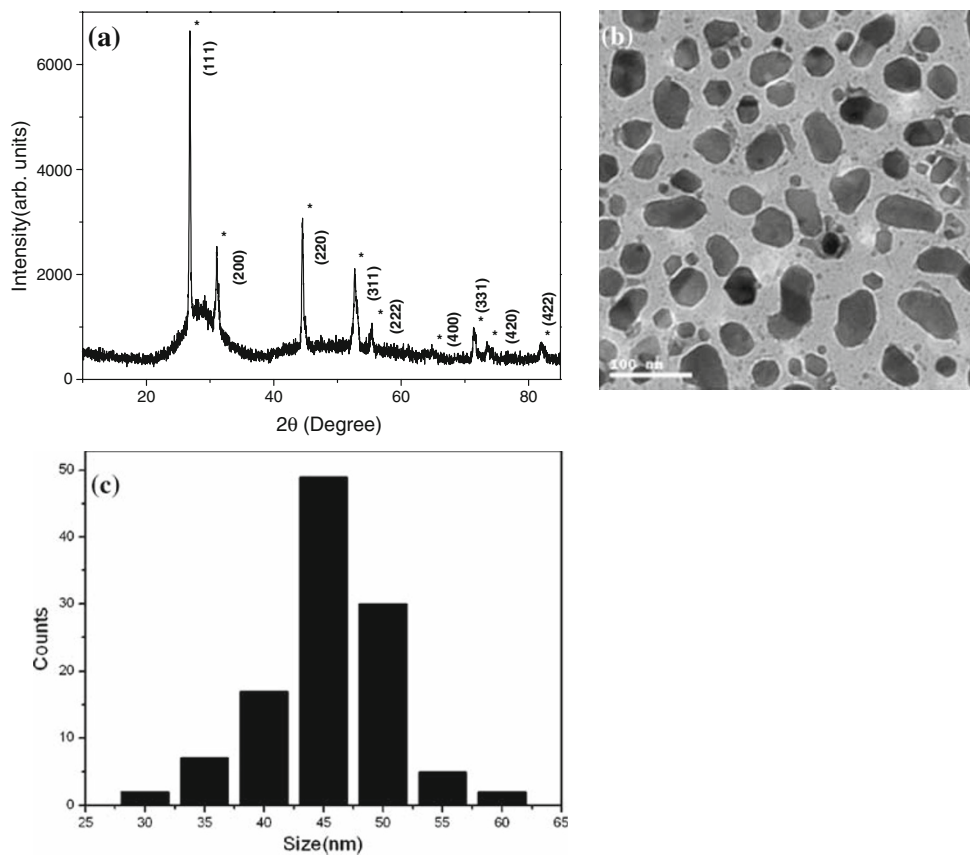 (a)
Intensity(arb. units)
6000
4000
2000
0
20 40 60 80
2θ (Degree)
* (111)
* (200)
* (220)
* (311)
* (222)
* (400)
* (331)
* (420)
* (422)
(b)
100 nm
(c)
Counts
50
40
30
20
10
0
25 30 35 40 45 50 55 60 65
Size(nm)